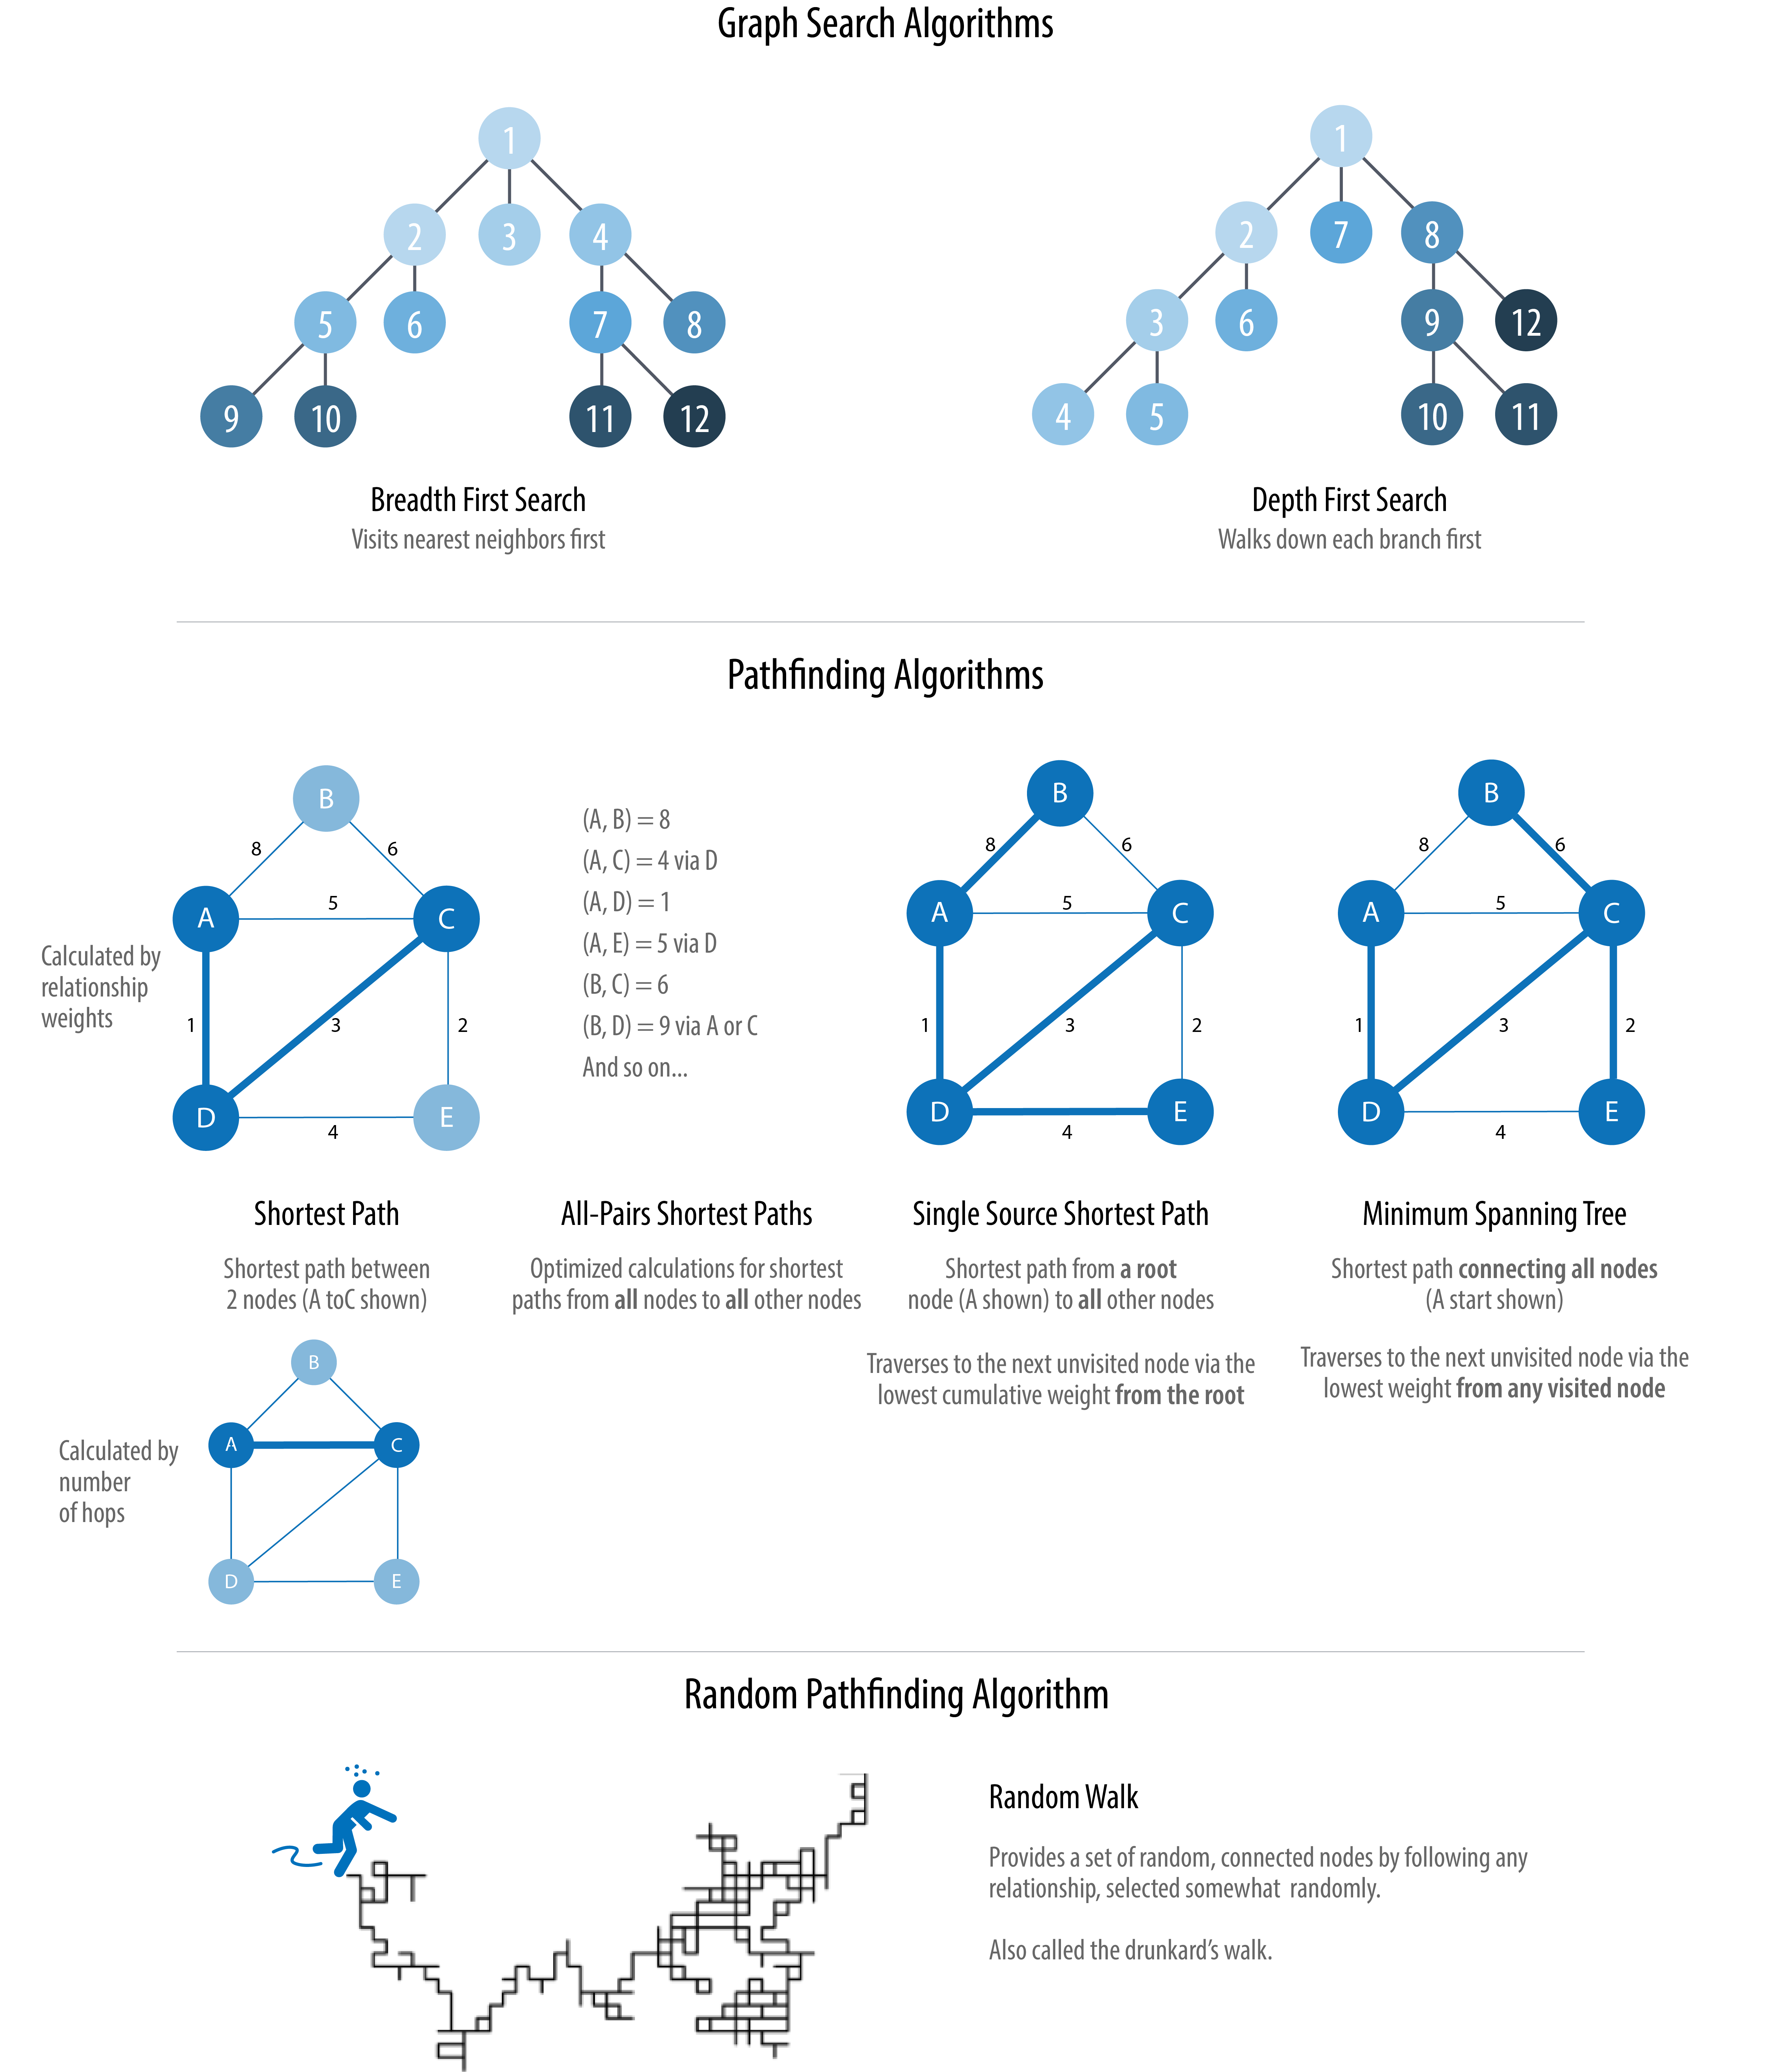 Graph Search Algorithms
1
2
3
4
5
6
7
8
9
10
11
12
Breadth First Search
Visits nearest neighbors first
1
2
7
8
3
6
9
12
4
5
10
11
Depth First Search
Walks down each branch first
Pathfinding Algorithms
Calculated by
relationship
weights
B
8
6
A
5
C
1
3
2
D
4
E
Shortest Path
Shortest path between
2 nodes (A toC shown)
Calculated by
number
of hops
B
A
C
D
E
(A, B) = 8
(A, C) = 4 via D
(A, D) = 1
(A, E) = 5 via D
(B, C) = 6
(B, D) = 9 via A or C
And so on...
All-Pairs Shortest Paths
Optimized calculations for shortest
paths from all nodes to all other nodes
B
8
6
A
5
C
1
3
2
D
4
E
Single Source Shortest Path
Shortest path from a root
node (A shown) to all other nodes
Traverses to the next unvisited node via the
lowest cumulative weight from the root
B
8
6
A
5
C
1
3
2
D
4
E
Minimum Spanning Tree
Shortest path connecting all nodes
(A start shown)
Traverses to the next unvisited node via the
lowest weight from any visited node
Random Pathfinding Algorithm
Random Walk
Provides a set of random, connected nodes by following any
relationship, selected somewhat randomly.
Also called the drunkard's walk.